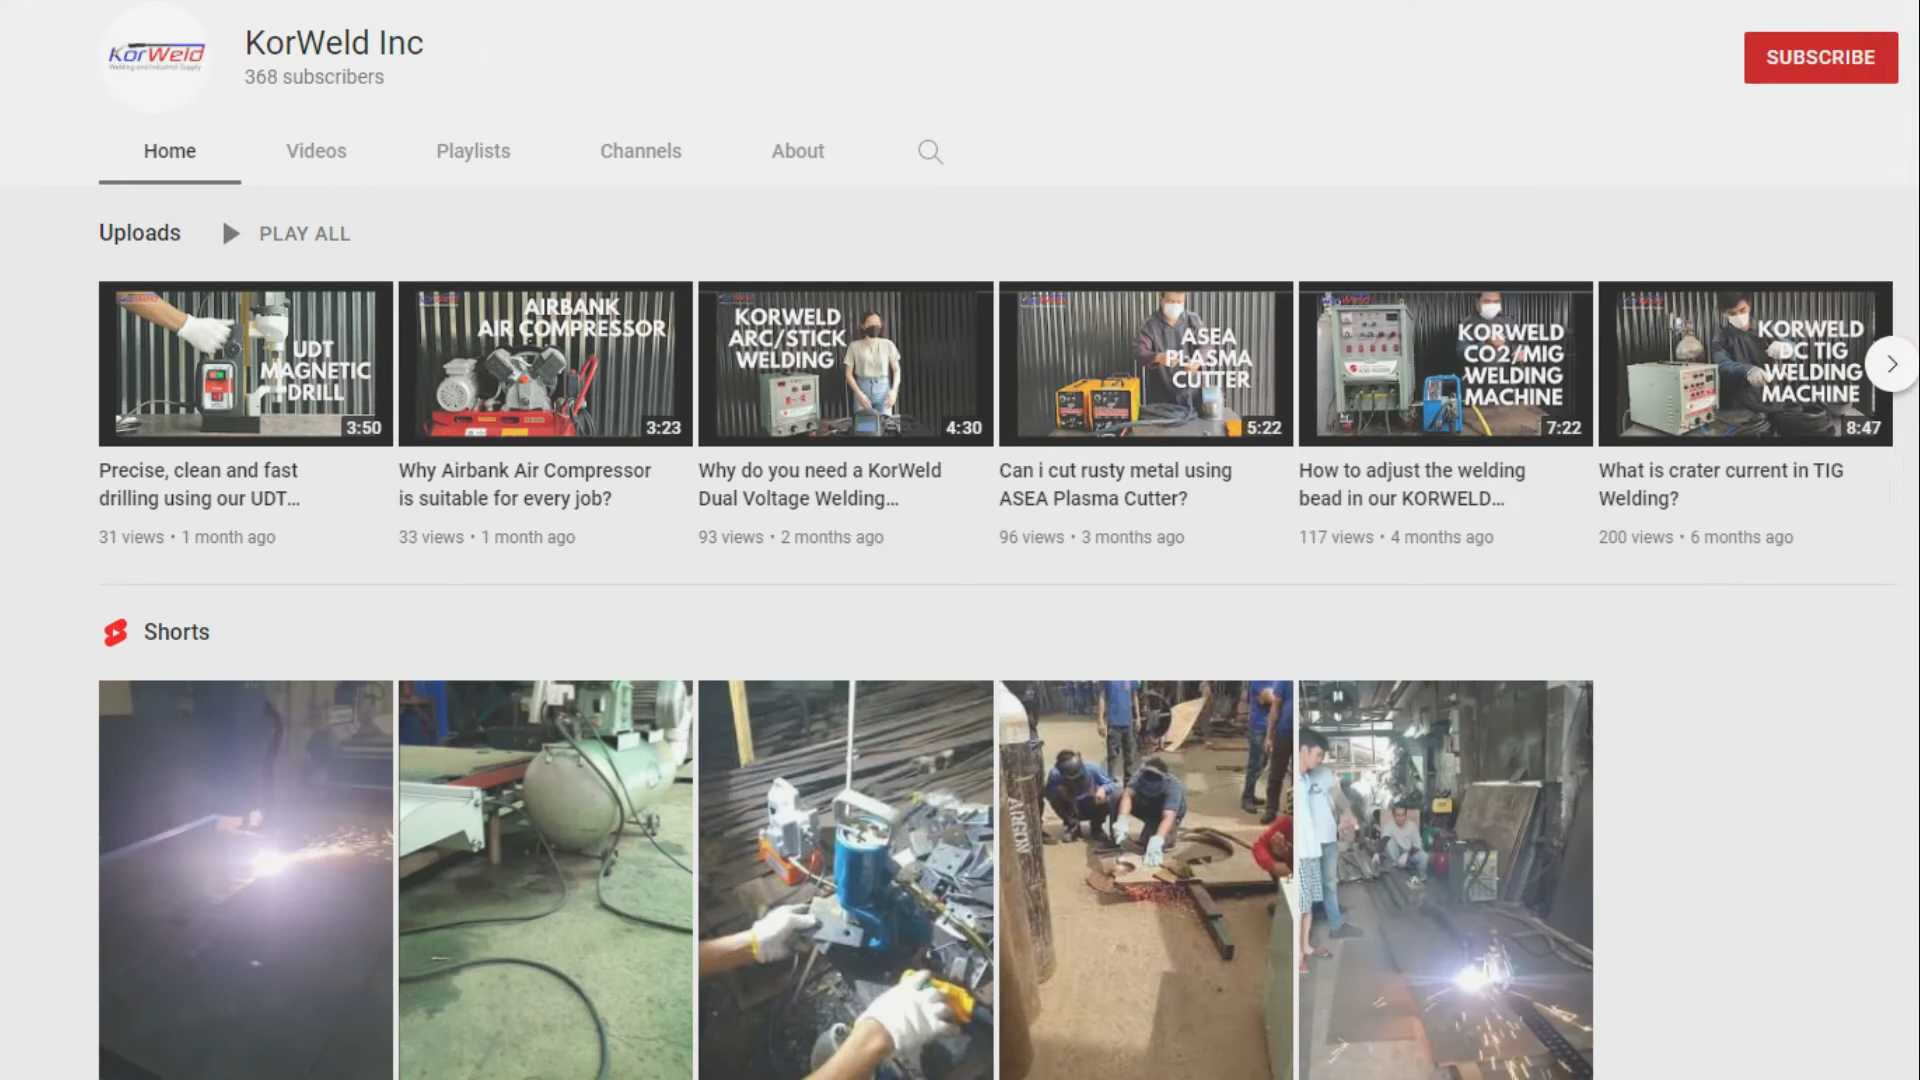 KorWeld
Welding and Industrial Supply
KorWeld Inc
368 subscribers
SUBSCRIBE
Home
Videos
Playlists
Channels
About
Uploads
PLAY ALL
UDT
MAGNETIC
DRILL
3:50
AIRBANK
AIR COMPRESSOR
3:23
KORWELD
ARC/STICK
WELDING
4:30
ASEA
PLASMA
CUTTER
5:22
KorWeld
KORWELD
CO2/MIG
WELDING
MACHINE
7:22
KORWELD
DC TIG
WELDING
MACHINE
8:47
Precise, clean and fast
drilling using our UDT...
31 views • 1 month ago
Why Airbank Air Compressor
is suitable for every job?
33 views • 1 month ago
Why do you need a KorWeld
Dual Voltage Welding...
93 views • 2 months ago
Can i cut rusty metal using
ASEA Plasma Cutter?
96 views • 3 months ago
How to adjust the welding
bead in our KORWELD...
117 views • 4 months ago
What is crater current in TIG
Welding?
200 views • 6 months ago
Shorts
ARGON
M